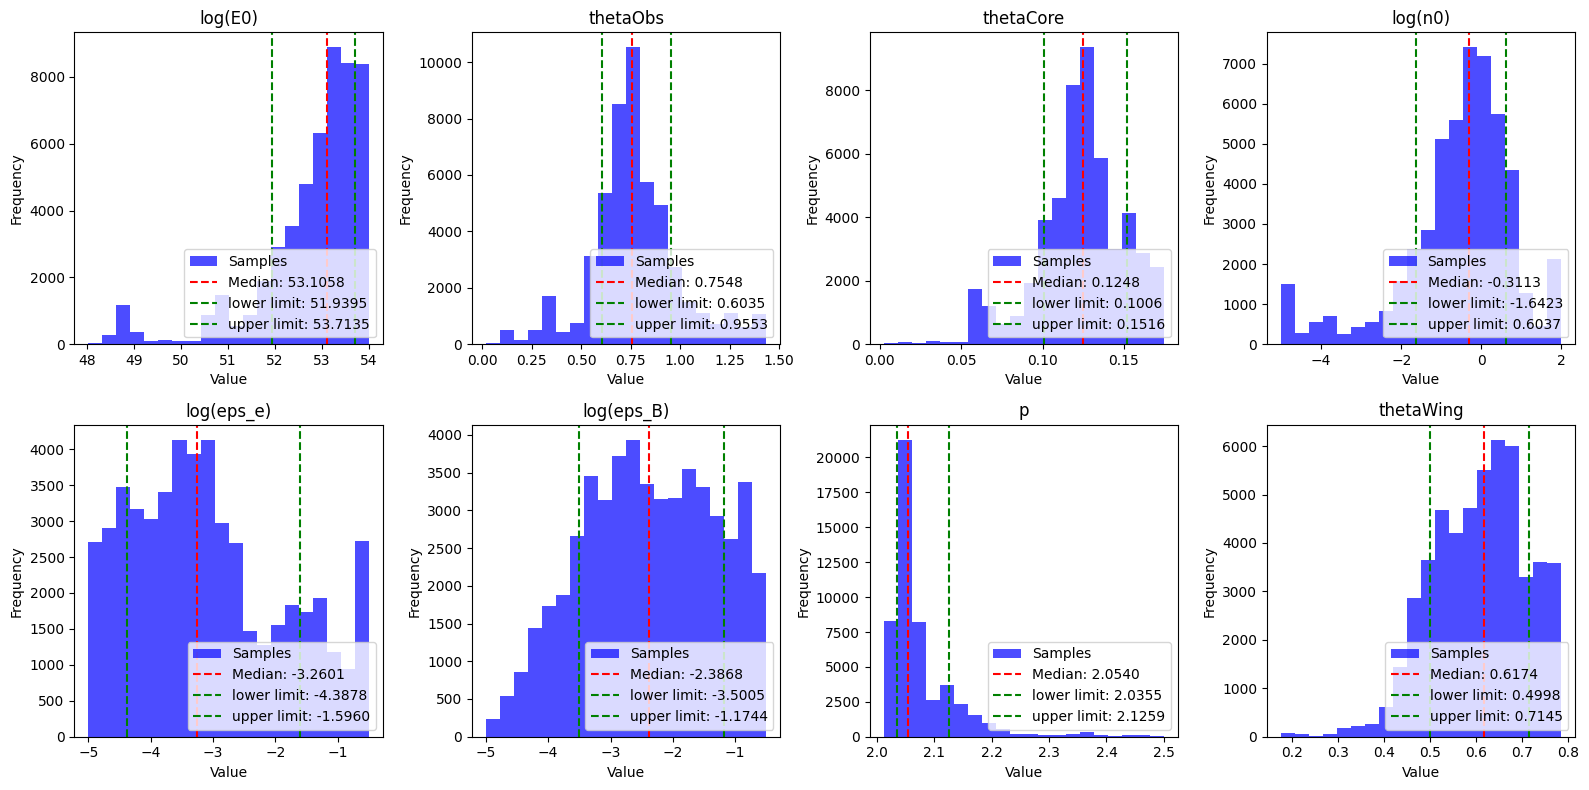 log(E0)
Frequency
8000
6000
4000
2000
0
48
49
50
51
52
53
54
Value
Samples
Median: 53.1058
lower limit: 51.9395
upper limit: 53.7135
thetaObs
Frequency
10000
8000
6000
4000
2000
0
0.00
0.25
0.50
0.75
1.00
1.25
1.50
Value
Samples
Median: 0.7548
lower limit: 0.6035
upper limit: 0.9553
thetaCore
Frequency
8000
6000
4000
2000
0
0.00
0.05
0.10
0.15
Value
Samples
Median: 0.1248
lower limit: 0.1006
upper limit: 0.1516
log(n0)
Frequency
7000
6000
5000
4000
3000
2000
1000
0
−4
−2
0
2
Value
Samples
Median: -0.3113
lower limit: -1.6423
upper limit: 0.6037
log(eps_e)
Frequency
4000
3500
3000
2500
2000
1500
1000
500
0
−5
−4
−3
−2
−1
Value
Samples
Median: -3.2601
lower limit: -4.3878
upper limit: -1.5960
log(eps_B)
Frequency
4000
3500
3000
2500
2000
1500
1000
500
0
−5
−4
−3
−2
−1
Value
Samples
Median: -2.3868
lower limit: -3.5005
upper limit: -1.1744
p
Frequency
20000
17500
15000
12500
10000
7500
5000
2500
0
2.0
2.1
2.2
2.3
2.4
2.5
Value
Samples
Median: 2.0540
lower limit: 2.0355
upper limit: 2.1259
thetaWing
Frequency
6000
5000
4000
3000
2000
1000
0
0.2
0.3
0.4
0.5
0.6
0.7
0.8
Value
Samples
Median: 0.6174
lower limit: 0.4998
upper limit: 0.7145